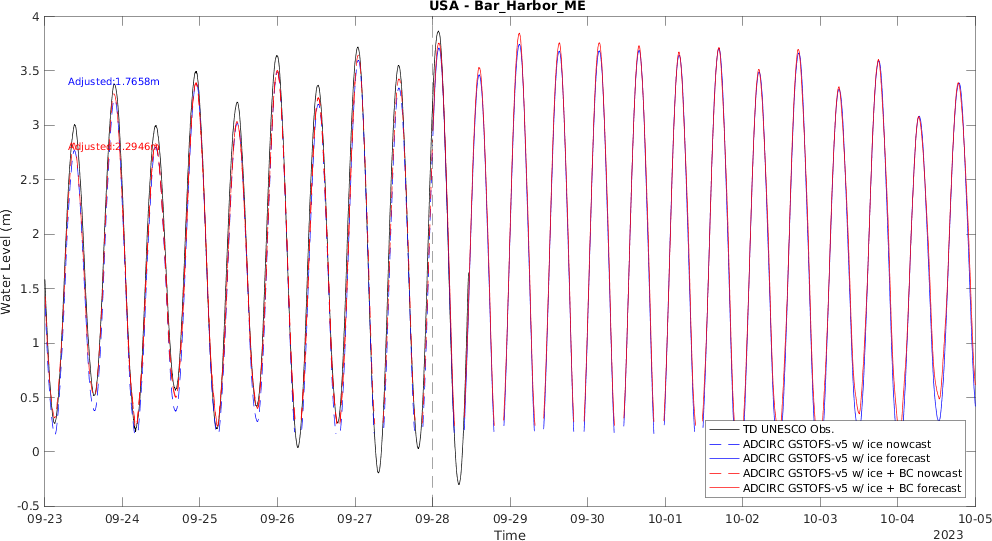 USA - Bar_Harbor_ME
4
3.5
3
2.5
2
1.5
1
0.5
0
-0.5
Water Level (m)
Adjusted:1.7658m
Adjusted:2.2946m
TD UNESCO Obs.
ADCIRC GSTOFS-v5 w/ ice nowcast
ADCIRC GSTOFS-v5 w/ ice forecast
ADCIRC GSTOFS-v5 w/ ice + BC nowcast
ADCIRC GSTOFS-v5 w/ ice + BC forecast
09-23 09-24 09-25 09-26 09-27 09-28 09-29 09-30 10-01 10-02 10-03 10-04 10-05
Time
2023